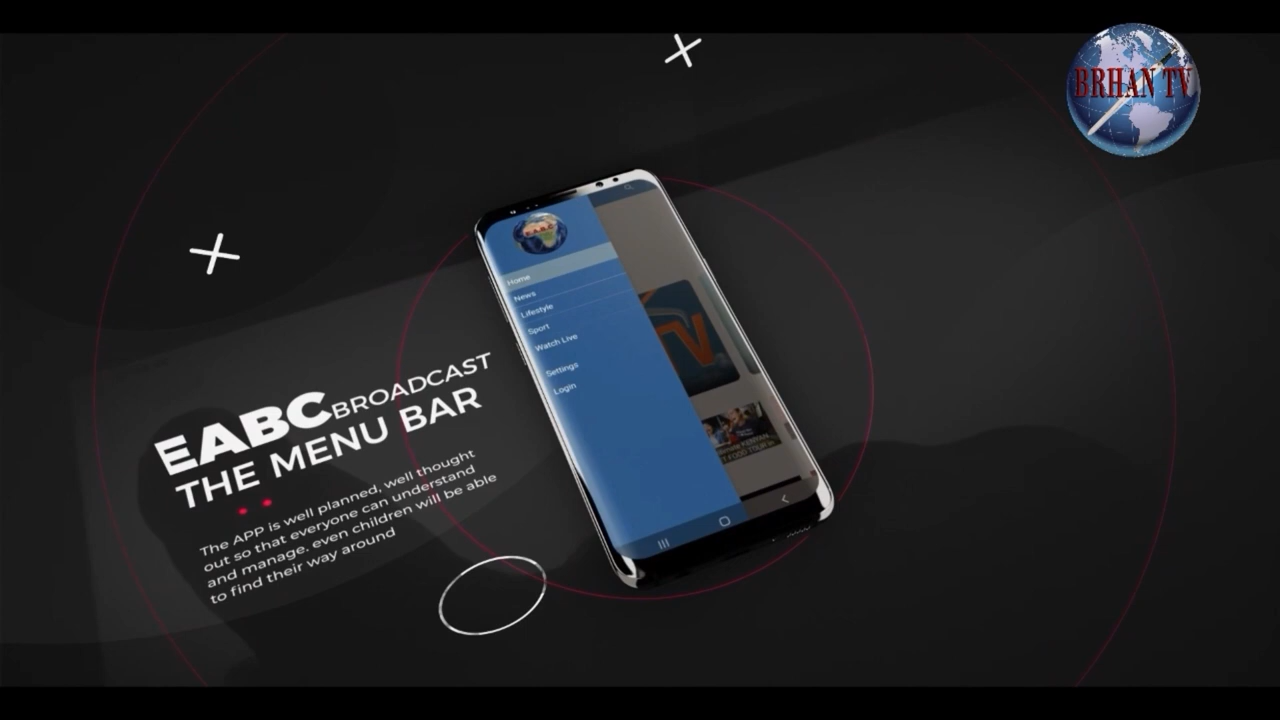 BRHAN TV
EABC
Home
News
Lifestyle
Sport
Watch Live
Settings
Login
TV
EABC BROADCAST
THE MENU BAR
The APP is well planned, well thought
out so that everyone can understand
and manage. even children will be able
to find their way around